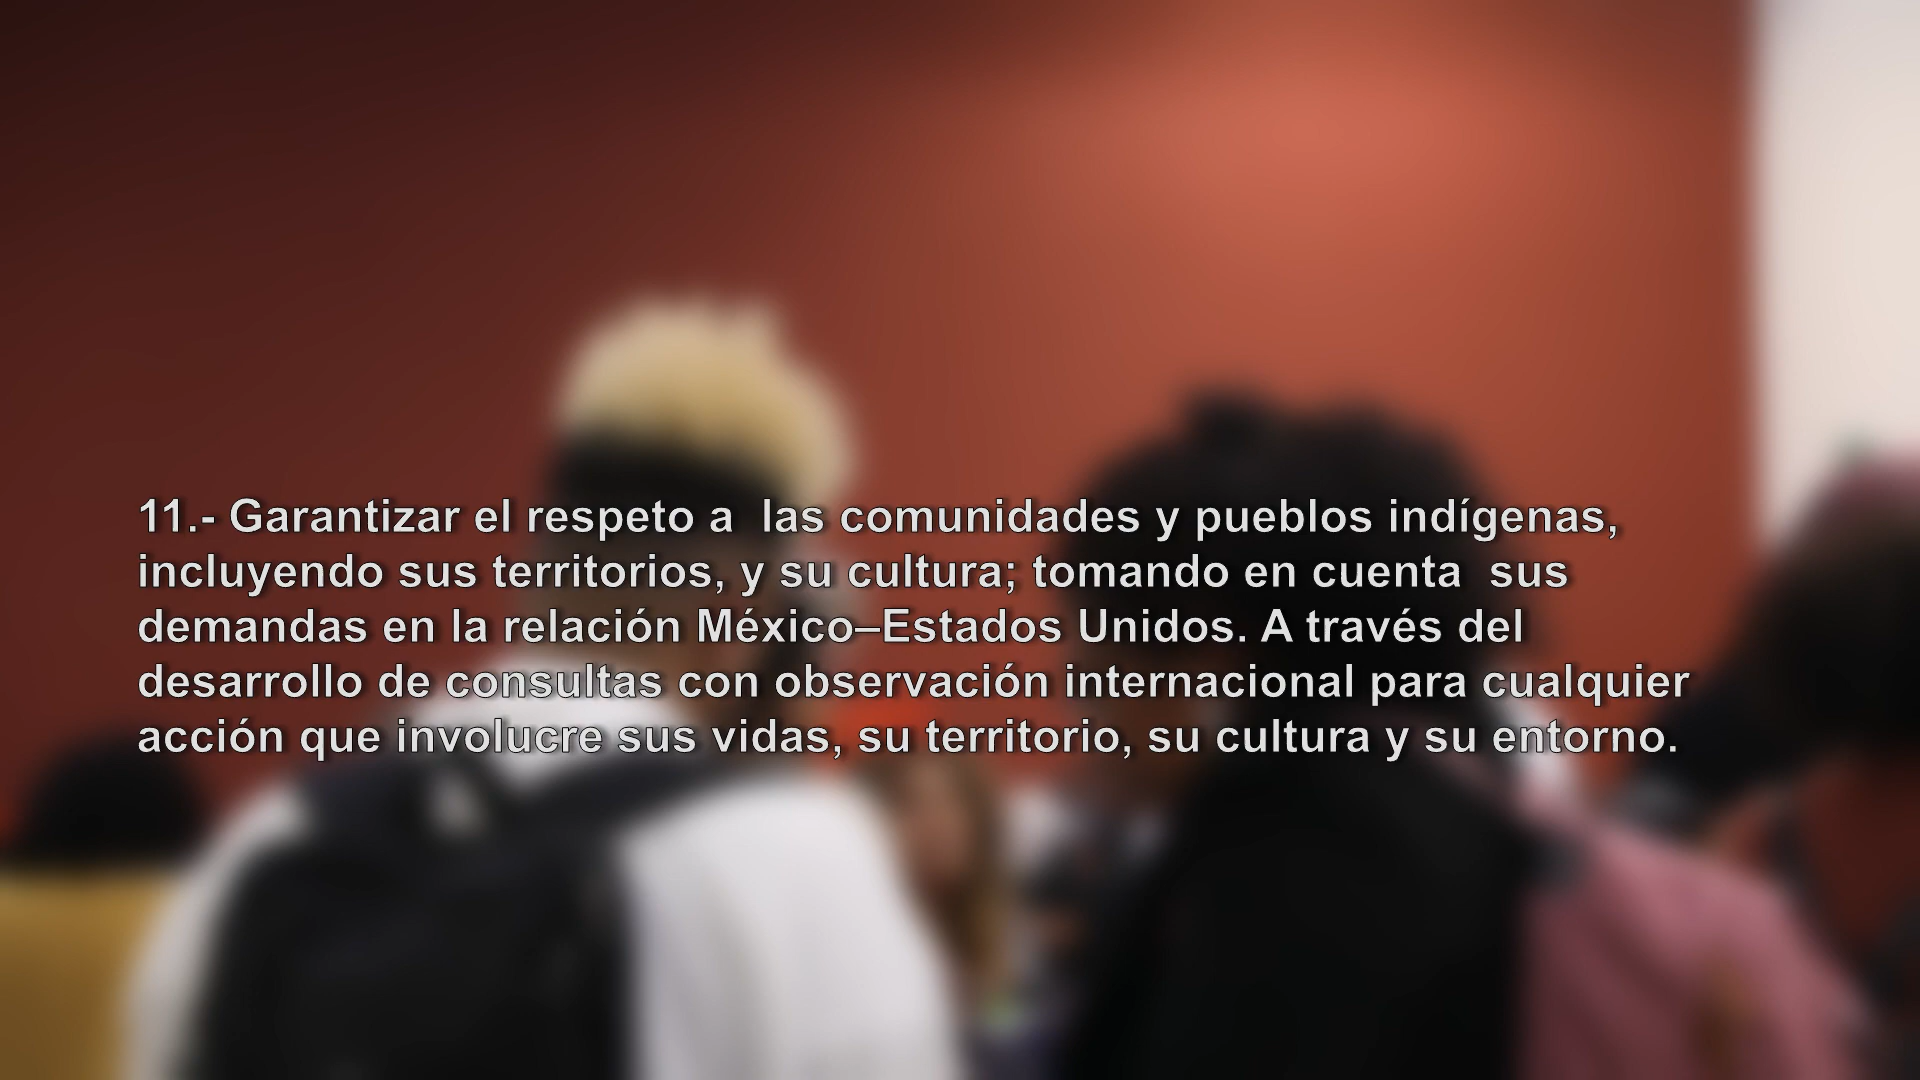 11.- Garantizar el respeto a  las comunidades y pueblos indígenas,
incluyendo sus territorios, y su cultura; tomando en cuenta  sus
demandas en la relación México–Estados Unidos. A través del
desarrollo de consultas con observación internacional para cualquier
acción que involucre sus vidas, su territorio, su cultura y su entorno.